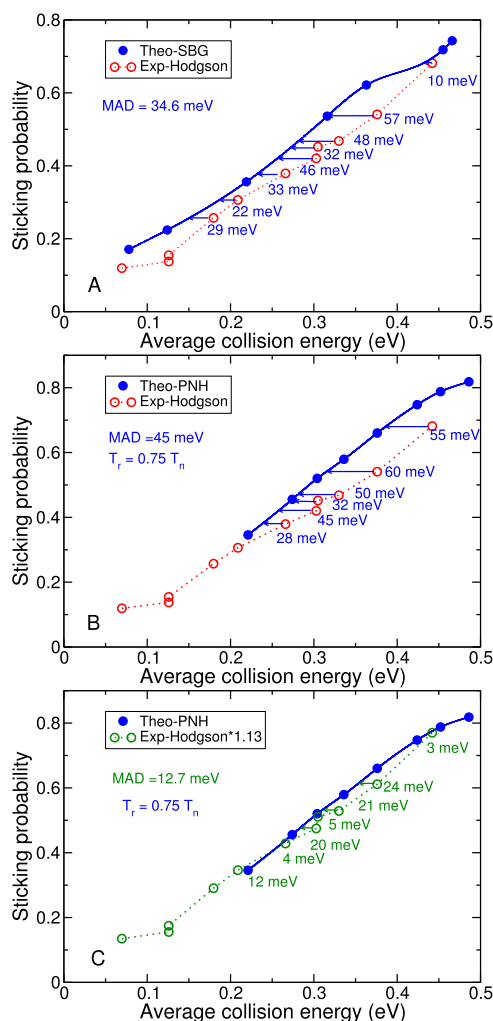 0.8
Theo-SBG
Exp-Hodgson
MAD = 34.6 meV
10 meV
0.6
57 meV
48 meV
0.4
32 meV
46 meV
33 meV
22 meV
0.2
29 meV
A
0
0 0.1 0.2 0.3 0.4 0.5
Sticking probability
Average collision energy (eV)
0.8
Theo-PNH
Exp-Hodgson
MAD =45 meV
55 meV
Tr = 0.75 Tn
0.6
60 meV
50 meV
32 meV
0.4
45 meV
28 meV
0.2
B
0
0 0.1 0.2 0.3 0.4 0.5
Sticking probability
Average collision energy (eV)
0.8
Theo-PNH
Exp-Hodgson*1.13
3 meV
MAD =12.7 meV
24 meV
0.6
Tr = 0.75 Tn
21 meV
5 meV
20 meV
0.4
4 meV
12 meV
0.2
C
0
0 0.1 0.2 0.3 0.4 0.5
Sticking probability
Average collision energy (eV)